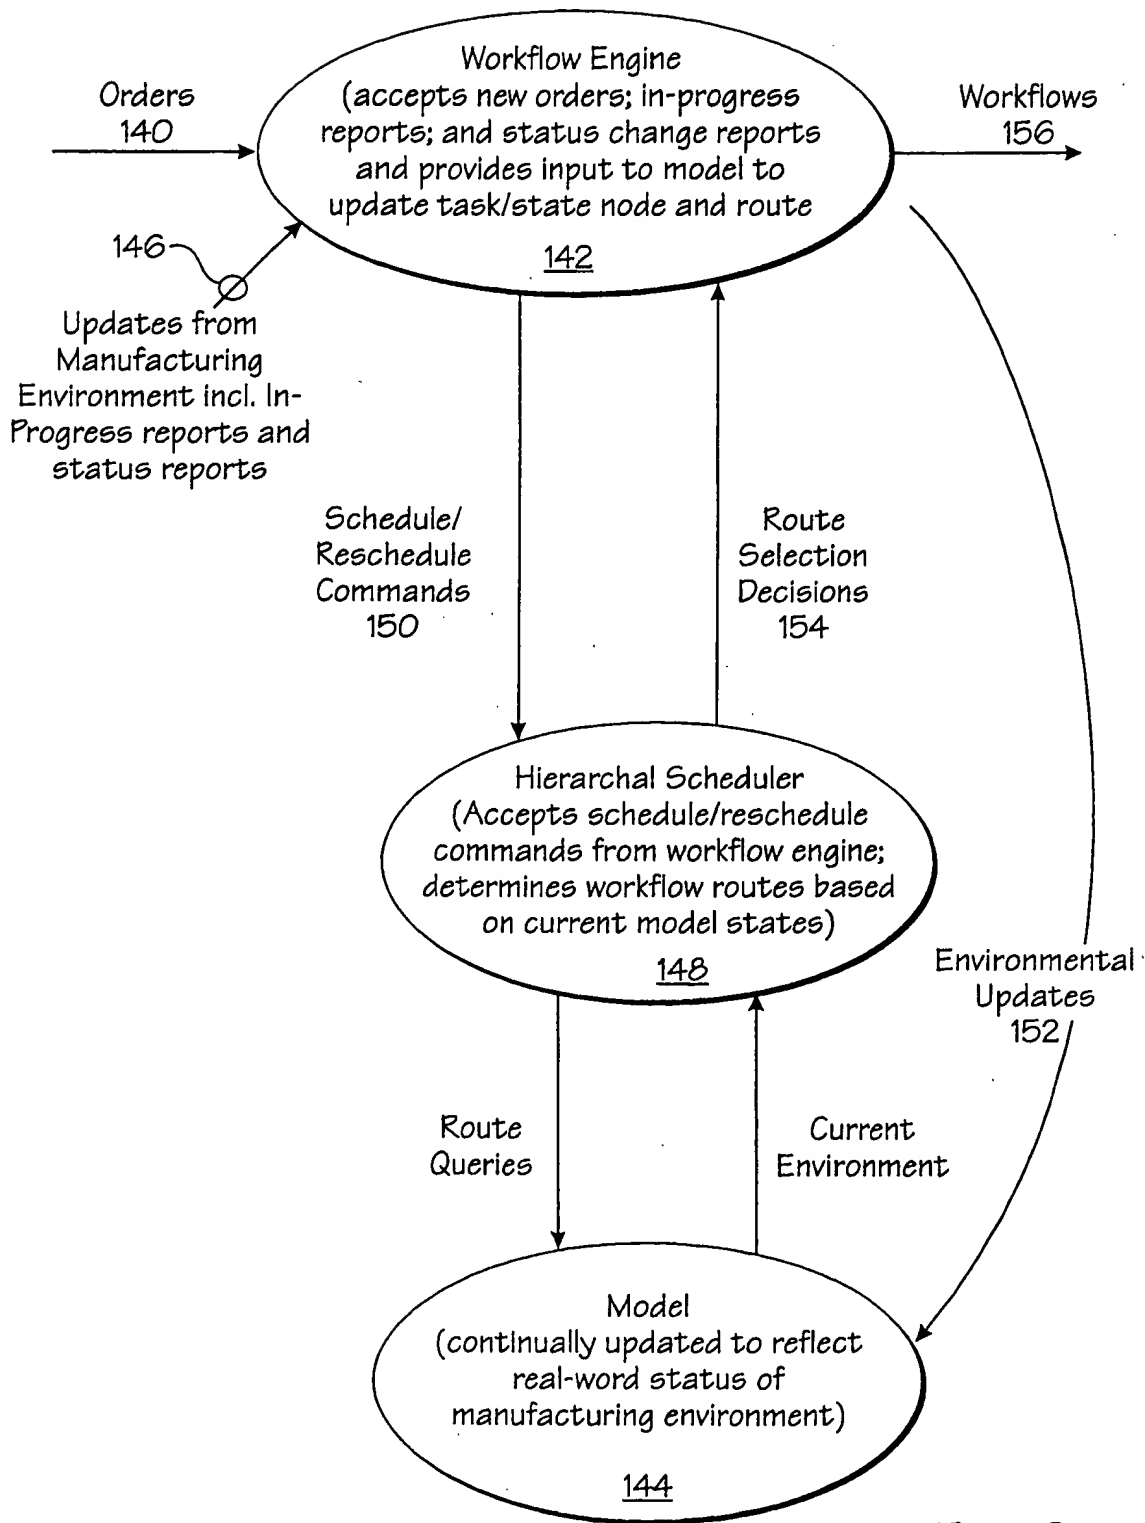 Workflow Engine
(accepts new orders; in-progress
reports; and status change reports
and provides input to model to
update task/state node and route
142
Orders
140
Workflows
156
146
Updates from
Manufacturing
Environment incl. In-
Progress reports and
status reports
Schedule/
Reschedule
Commands
150
Route
Selection
Decisions
154
Hierarchal Scheduler
(Accepts schedule/reschedule
commands from workflow engine;
determines workflow routes based
on current model states)
148
Environmental
Updates
152
Route
Queries
Current
Environment
Model
(continually updated to reflect
real-word status of
manufacturing environment)
144